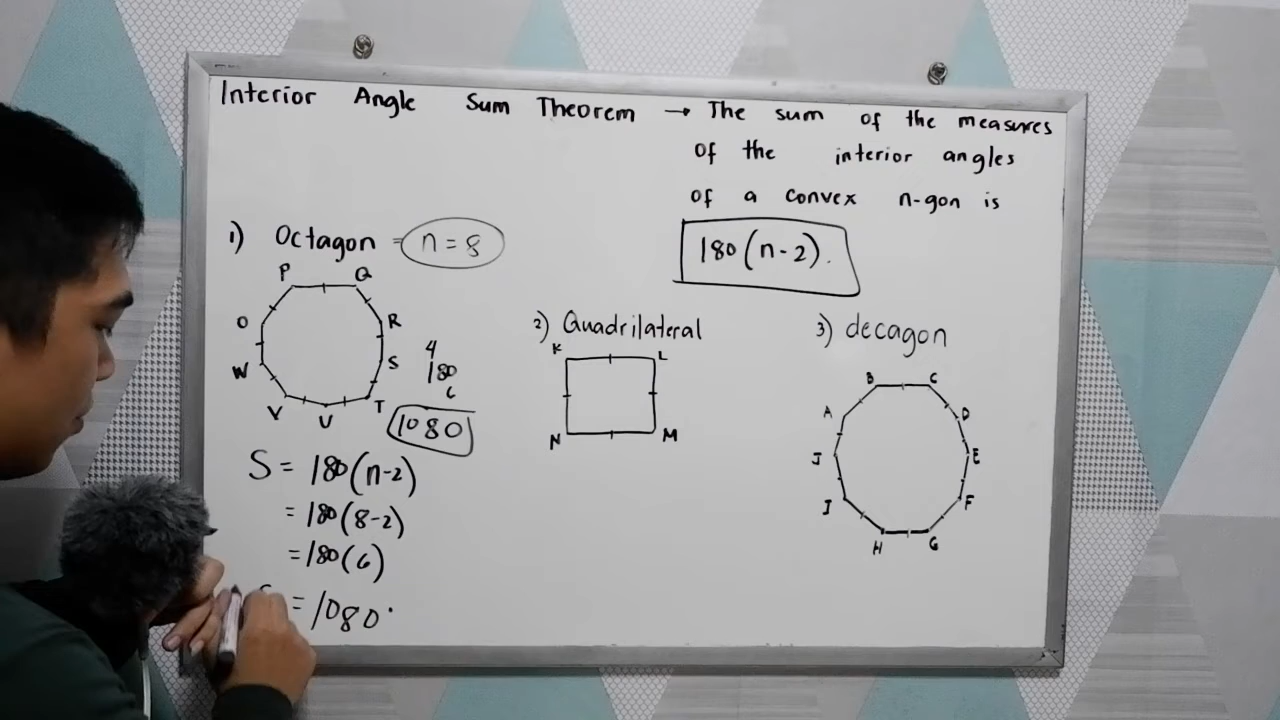 Interior Angle Sum Theorem → The sum of the measures
of the interior angles
of a convex n-gon is
180(n-2).
1) Octagon = n=8
P Q
O R
W S
V T
U
4
180
6
1080
S = 180(n-2)
= 180(8-2)
= 180(6)
S = 1080°
2) Quadrilateral
K L
N M
3) decagon
B C
A D
J E
I F
H G